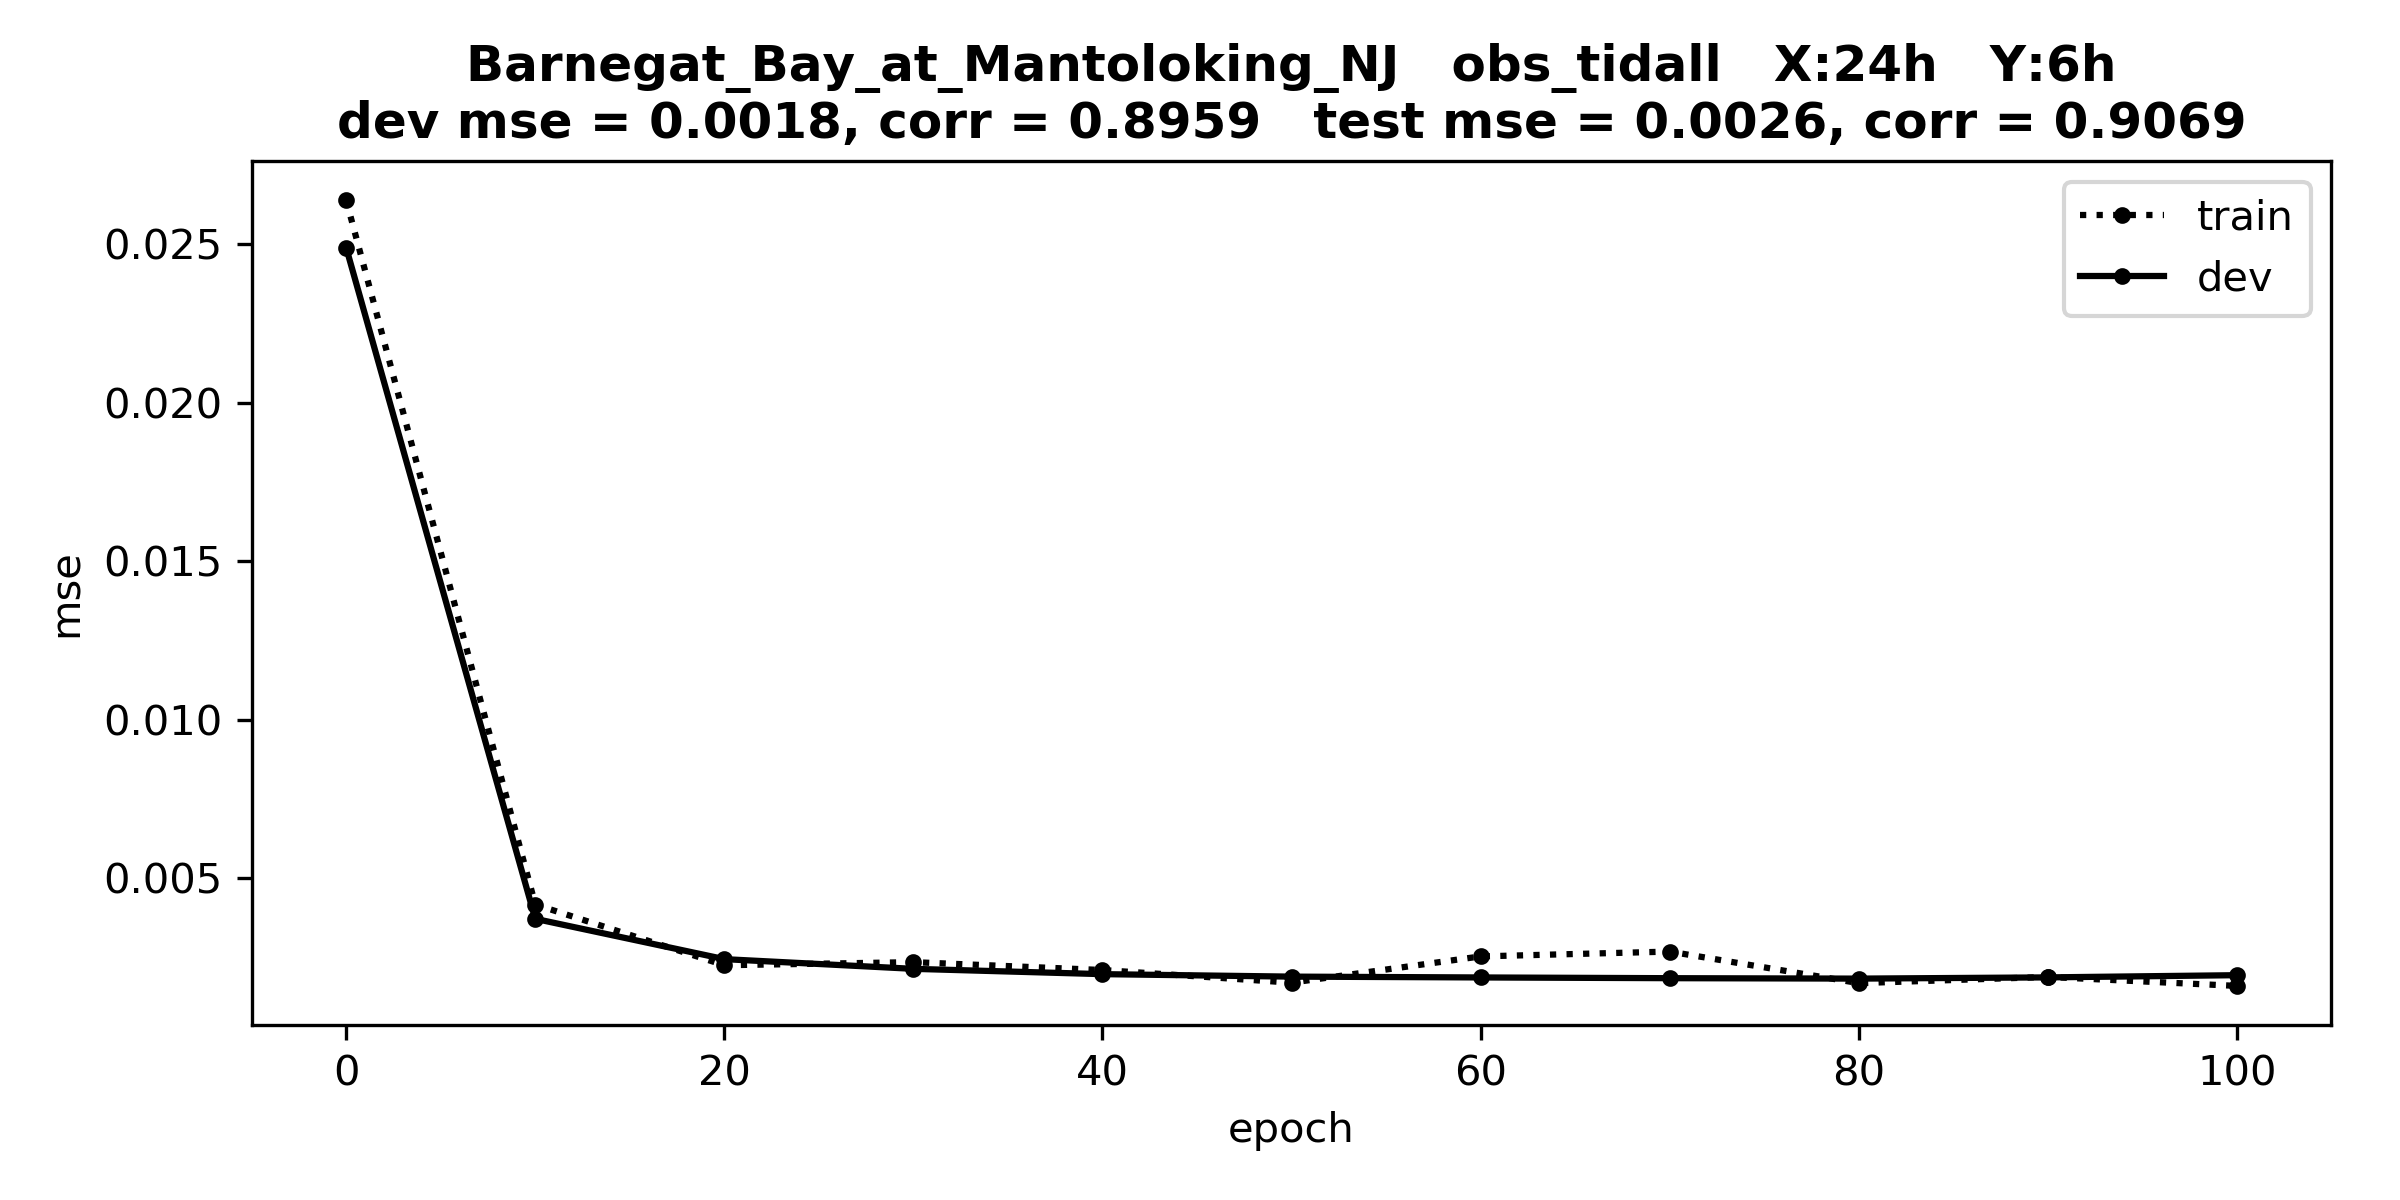 Barnegat_Bay_at_Mantoloking_NJ   obs_tidall   X:24h   Y:6h
dev mse = 0.0018, corr = 0.8959   test mse = 0.0026, corr = 0.9069
train
dev
0.025
0.020
0.015
0.010
0.005
mse
0 20 40 60 80 100
epoch